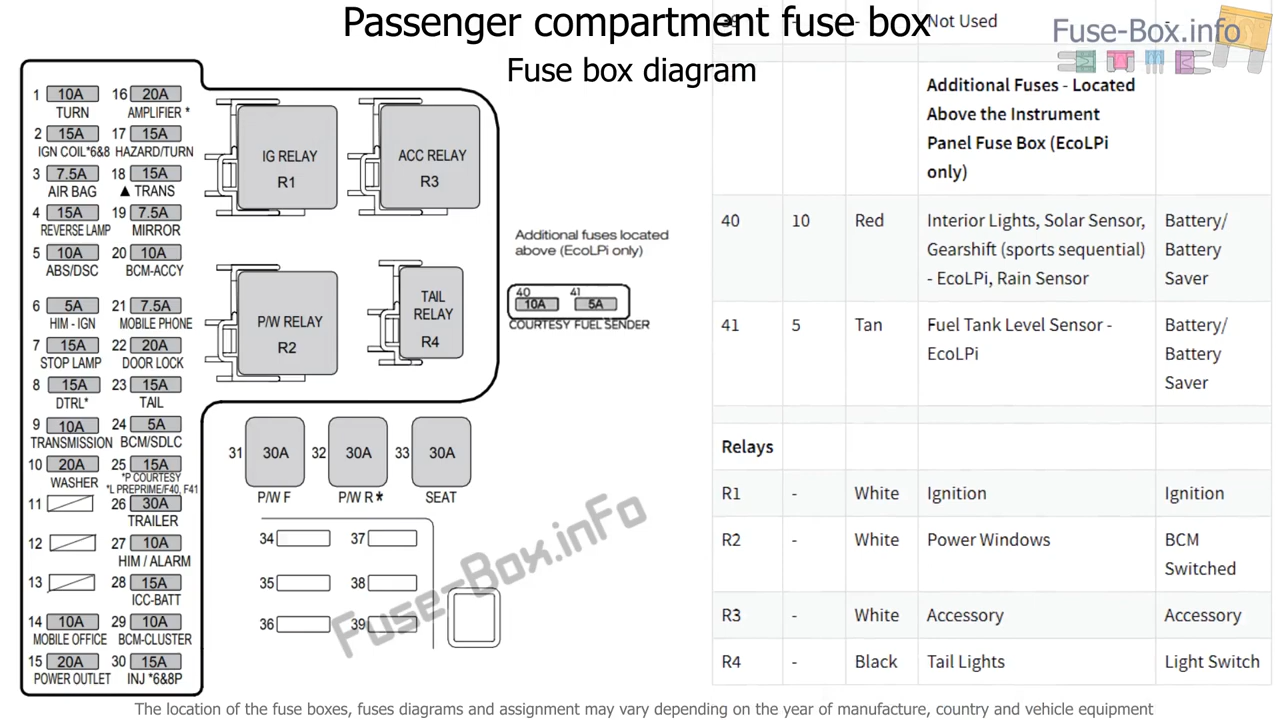 Passenger compartment fuse box
Fuse box diagram
Fuse-Box.info
1 10A TURN
2 15A IGN COIL*6&8
3 7.5A AIR BAG
4 15A REVERSE LAMP
5 10A ABS/DSC
6 5A HIM - IGN
7 15A STOP LAMP
8 15A DTRL*
9 10A TRANSMISSION
10 20A WASHER
11
12
13
14 10A MOBILE OFFICE
15 20A POWER OUTLET
16 20A AMPLIFIER *
17 15A HAZARD/TURN
18 15A ▲ TRANS
19 7.5A MIRROR
20 10A BCM-ACCY
21 7.5A MOBILE PHONE
22 20A DOOR LOCK
23 15A TAIL
24 5A BCM/SDLC
25 15A *P COURTESY
*L PREPRIME/F40, F41
26 30A TRAILER
27 10A HIM / ALARM
28 15A ICC-BATT
29 10A BCM-CLUSTER
30 15A INJ *6&8P
IG RELAY
R1
ACC RELAY
R3
P/W RELAY
R2
TAIL
RELAY
R4
31 30A P/W F
32 30A P/W R *
33 30A SEAT
34 37
35 38
36 39
Additional fuses located
above (EcoLPi only)
40 41
10A 5A
COURTESY FUEL SENDER
Fuse-Box.inFo
- - Not Used -
Additional Fuses - Located
Above the Instrument
Panel Fuse Box (EcoLPi
only)
40 10 Red Interior Lights, Solar Sensor, Battery/
Gearshift (sports sequential) Battery
- EcoLPi, Rain Sensor Saver
41 5 Tan Fuel Tank Level Sensor - Battery/
EcoLPi Battery
Saver
Relays
R1 - White Ignition Ignition
R2 - White Power Windows BCM
Switched
R3 - White Accessory Accessory
R4 - Black Tail Lights Light Switch
The location of the fuse boxes, fuses diagrams and assignment may vary depending on the year of manufacture, country and vehicle equipment